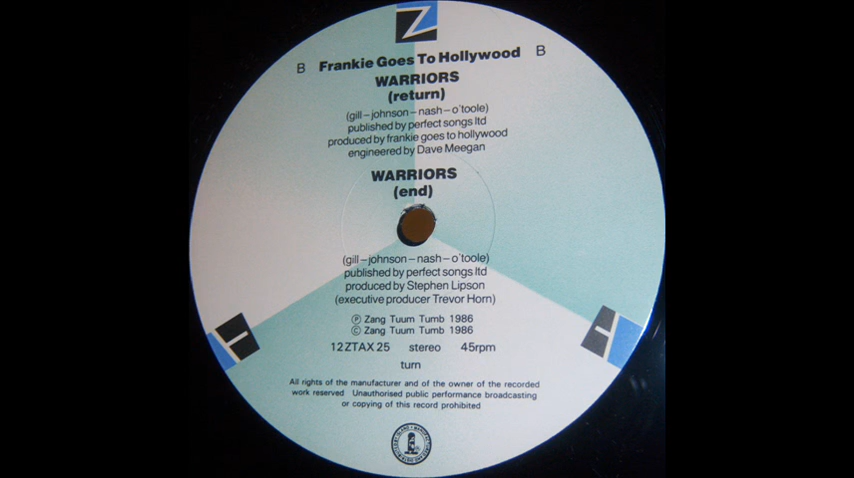 Z
B Frankie Goes To Hollywood B
WARRIORS
(return)
(gill – johnson – nash – o'toole)
published by perfect songs ltd
produced by frankie goes to hollywood
engineered by Dave Meegan
WARRIORS
(end)
(gill – johnson – nash – o'toole)
published by perfect songs ltd
produced by Stephen Lipson
(executive producer Trevor Horn)
Ⓟ Zang Tuum Tumb 1986
© Zang Tuum Tumb 1986
12 ZTAX 25 stereo 45rpm
turn
All rights of the manufacturer and of the owner of the recorded
work reserved Unauthorised public performance broadcasting
or copying of this record prohibited